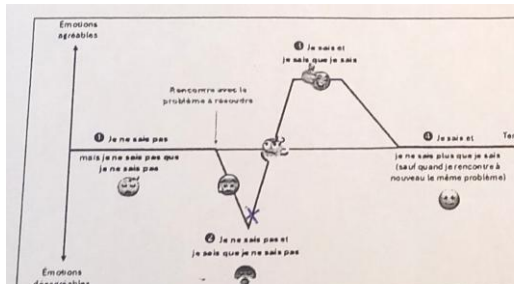 Émotions
agréables
❸ Je sais et
je sais que je sais
Rencontre avec le
problème à résoudre
❶ Je ne sais pas
mais je ne sais pas que
je ne sais pas
❹ Je sais et
je ne sais plus que je sais
(sauf quand je rencontre à
nouveau le même problème)
❷ Je ne sais pas et
je sais que je ne sais pas
Émotions